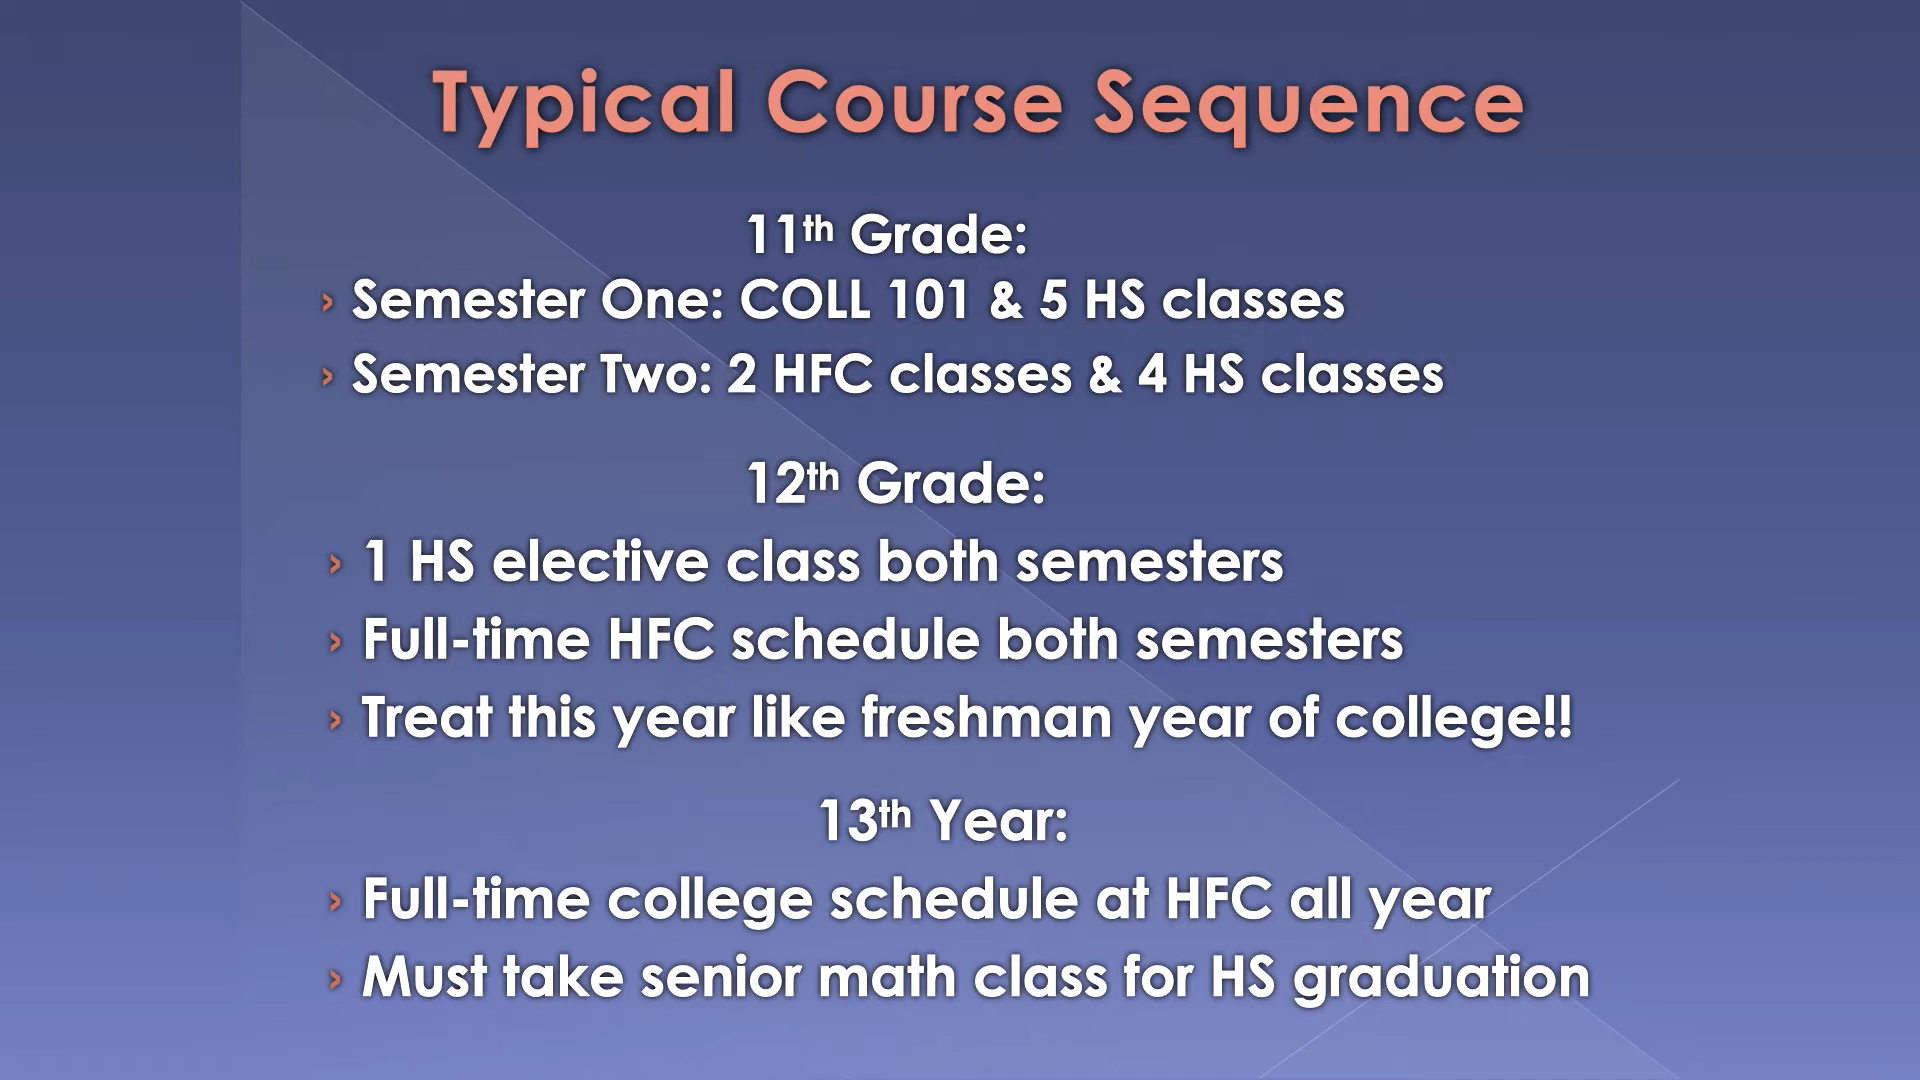 Typical Course Sequence
11th Grade:
› Semester One: COLL 101 & 5 HS classes
› Semester Two: 2 HFC classes & 4 HS classes
12th Grade:
› 1 HS elective class both semesters
› Full-time HFC schedule both semesters
› Treat this year like freshman year of college!!
13th Year:
› Full-time college schedule at HFC all year
› Must take senior math class for HS graduation